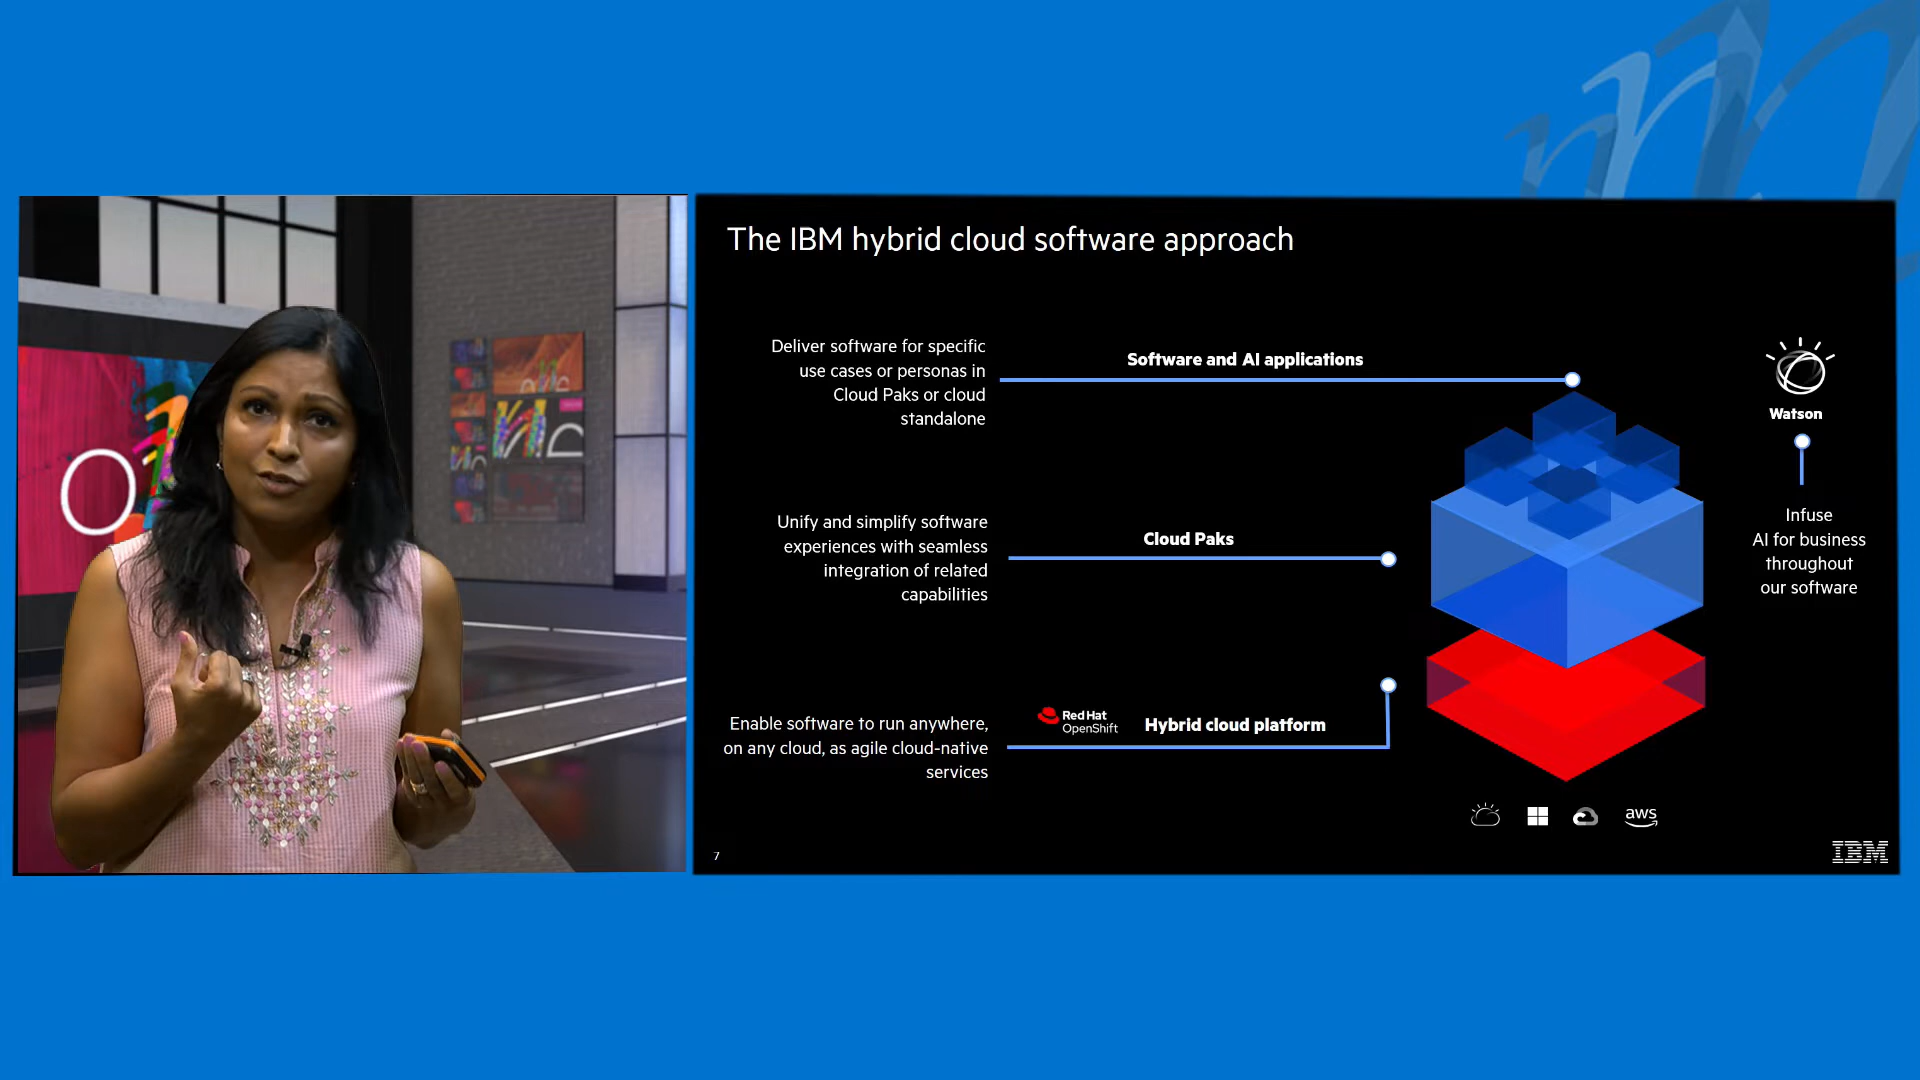 The IBM hybrid cloud software approach
Deliver software for specific
use cases or personas in
Cloud Paks or cloud
standalone
Software and AI applications
Watson
Infuse
AI for business
throughout
our software
Unify and simplify software
experiences with seamless
integration of related
capabilities
Cloud Paks
Enable software to run anywhere,
on any cloud, as agile cloud-native
services
Red Hat
OpenShift
Hybrid cloud platform
aws
7
IBM